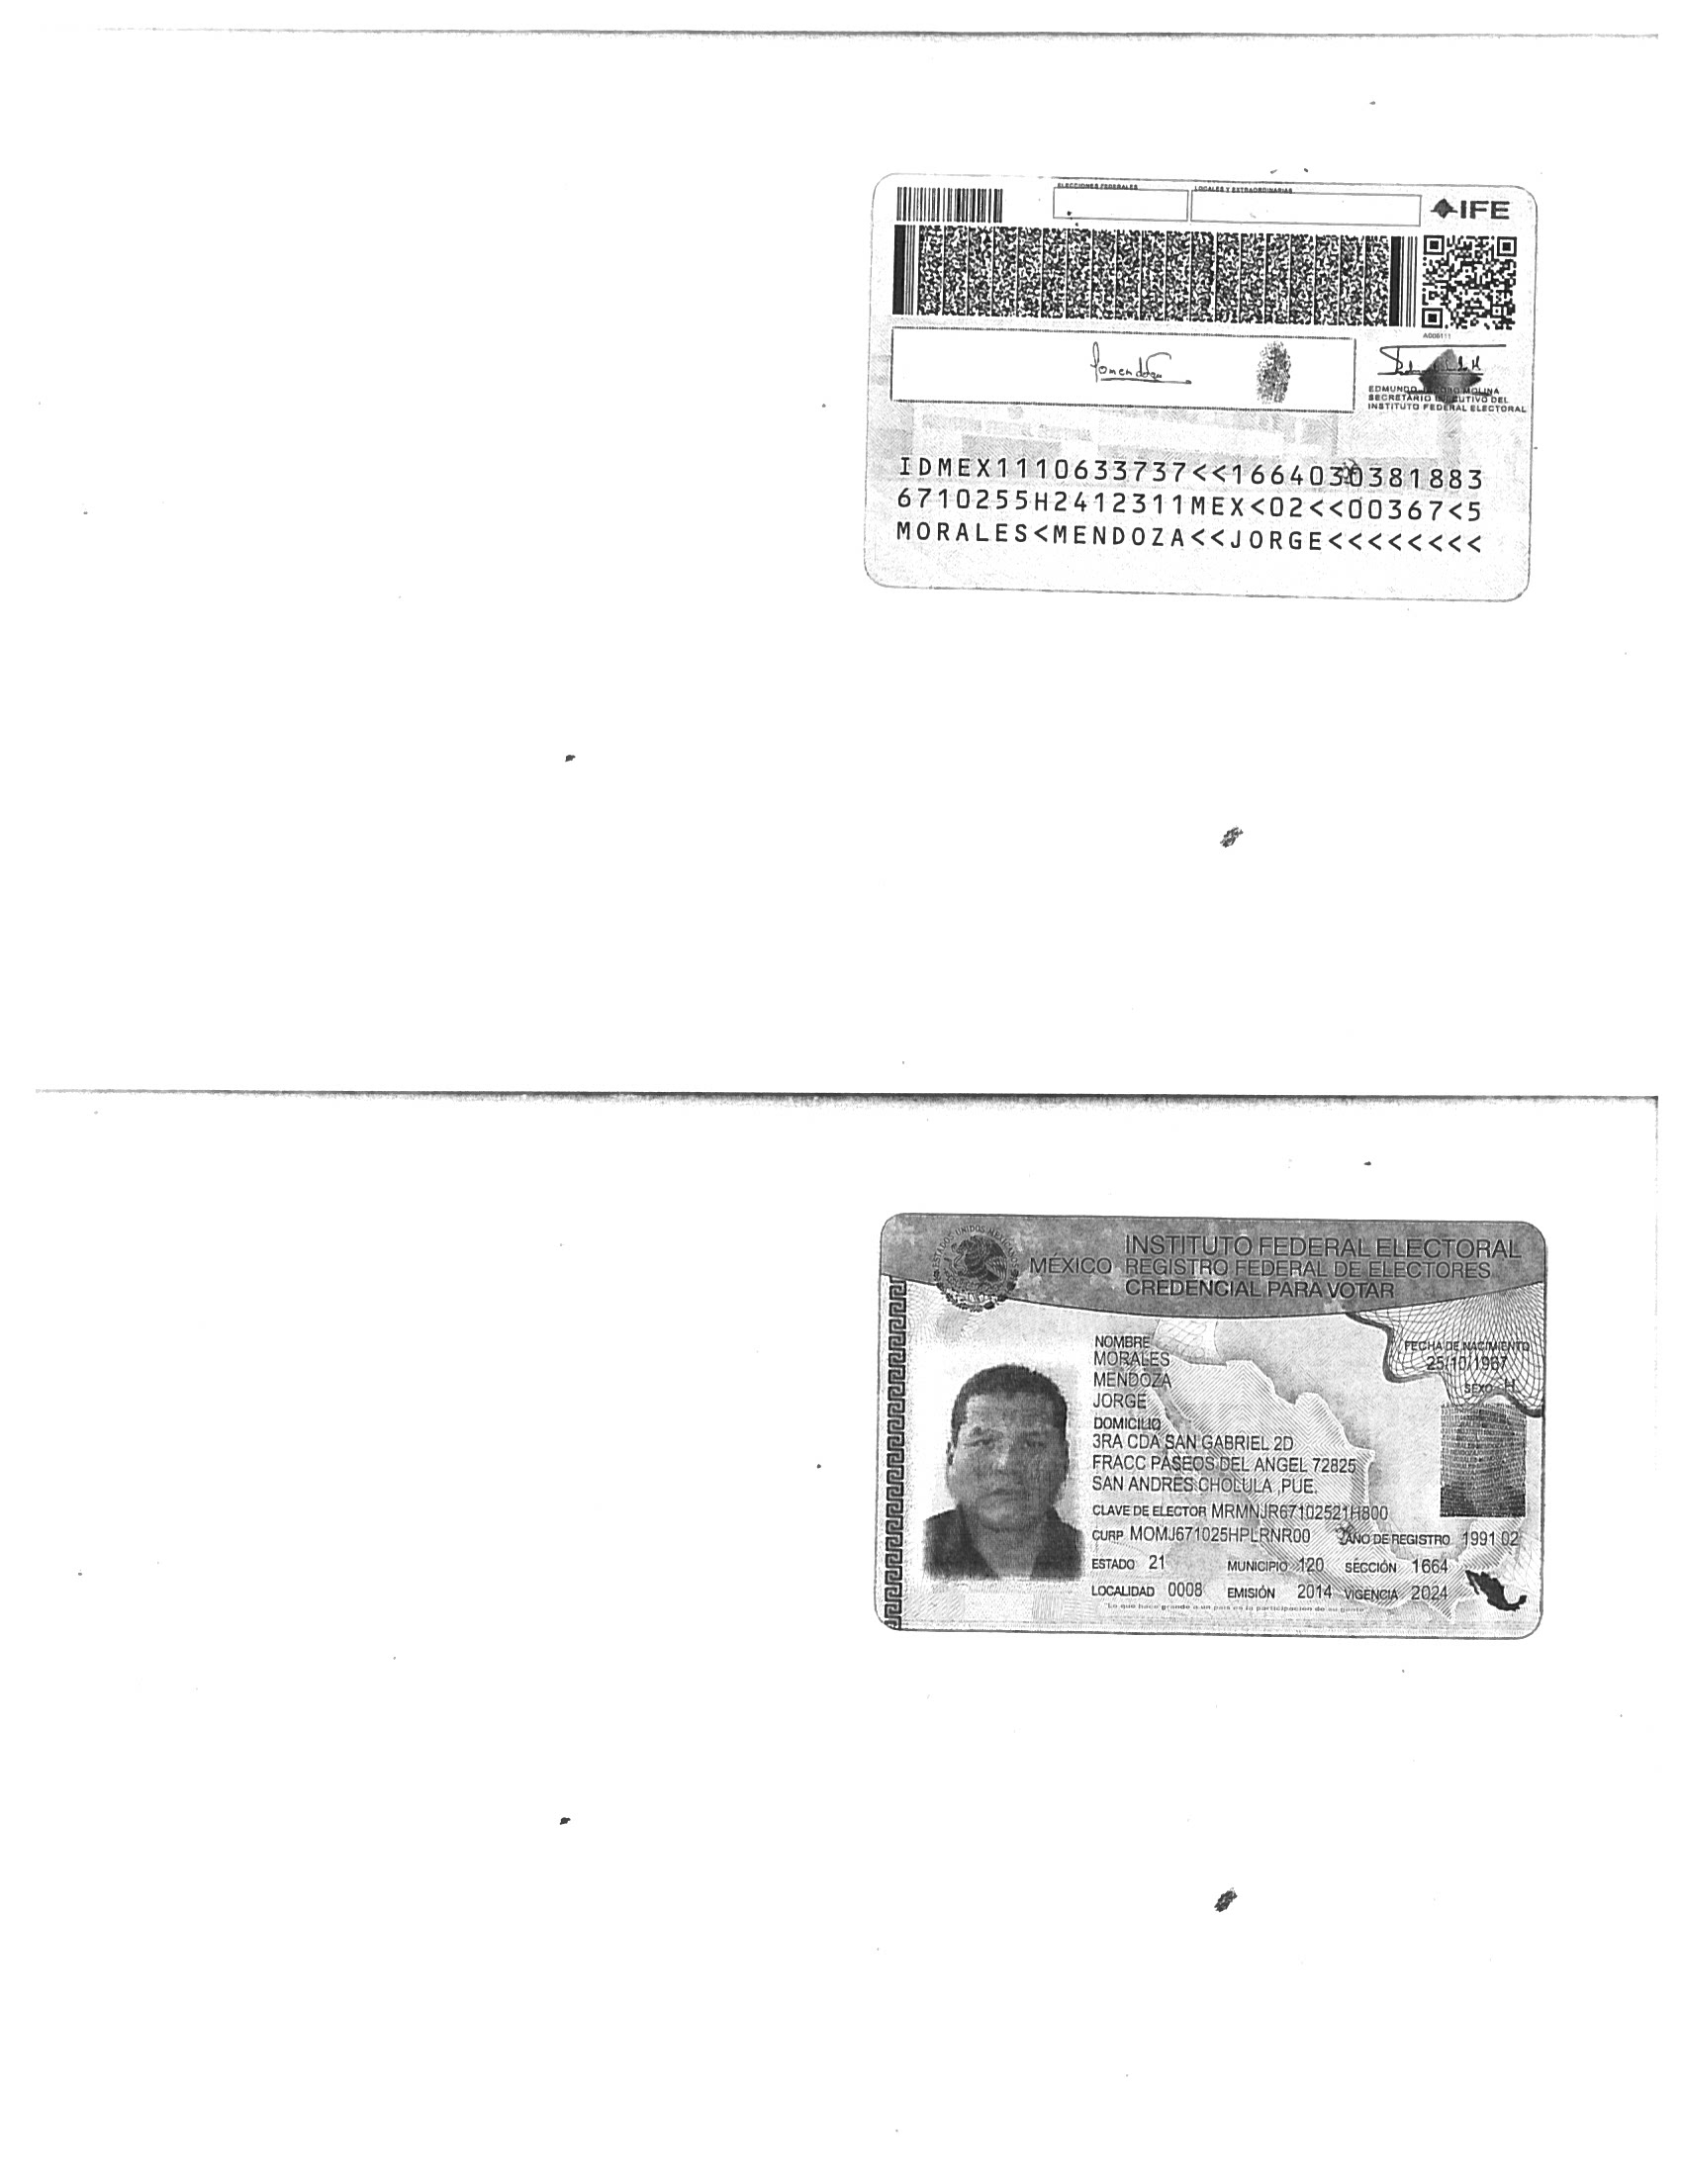 ELECCIONES FEDERALES
LOCALES Y EXTRAORDINARIAS
IFE
EDMUNDO MOLINA
SECRETARIO EJECUTIVO DEL
INSTITUTO FEDERAL ELECTORAL
IDMEX1110633737<<1664030381883
6710255H2412311MEX<02<<00367<5
MORALES<MENDOZA<<JORGE<<<<<<<<
ESTADOS UNIDOS MEXICANOS
MÉXICO
INSTITUTO FEDERAL ELECTORAL
REGISTRO FEDERAL DE ELECTORES
CREDENCIAL PARA VOTAR
NOMBRE
MORALES
MENDOZA
JORGE
FECHA DE NACIMIENTO
25/10/1967
SEXO H
DOMICILIO
3RA CDA SAN GABRIEL 2D
FRACC PASEOS DEL ANGEL 72825
SAN ANDRES CHOLULA ,PUE.
CLAVE DE ELECTOR MRMNJR67102521H800
CURP MOMJ671025HPLRNR00 AÑO DE REGISTRO 1991 02
ESTADO 21 MUNICIPIO 120 SECCIÓN 1664
LOCALIDAD 0008 EMISIÓN 2014 VIGENCIA 2024
"Lo que hace grande a un país es la participación de su gente"